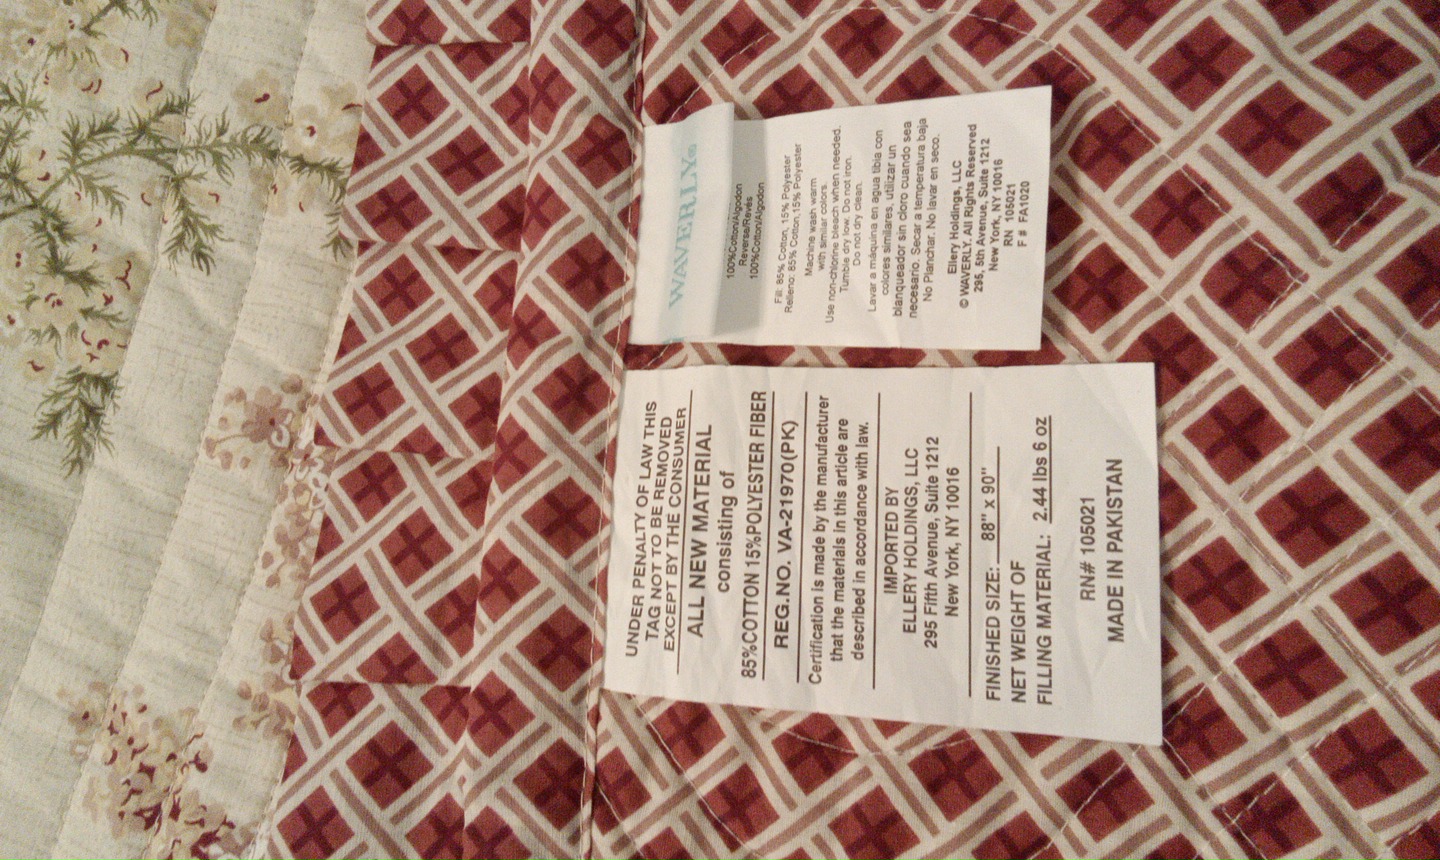 WAVERLY®
100%Cotton/Algodon
Reverse/Revés
100%Cotton/Algodon
Fill: 85% Cotton, 15% Polyester
Relleno: 85% Cotton,15% Polyester
Machine wash warm
with similar colors.
Use non-chlorine bleach when needed.
Tumble dry low. Do not iron.
Do not dry clean.
Lavar a máquina en agua tibia con
colores similares, utilizar un
blanqueador sin cloro cuando sea
necesario. Secar a temperatura baja
No Planchar. No lavar en seco.
Ellery Holdings, LLC
© WAVERLY. All Rights Reserved
295, 5th Avenue, Suite 1212
New York, NY 10016
RN 105021
F # FA1020
UNDER PENALTY OF LAW THIS
TAG NOT TO BE REMOVED
EXCEPT BY THE CONSUMER
ALL NEW MATERIAL
consisting of
85%COTTON 15%POLYESTER FIBER
REG.NO. VA-21970(PK)
Certification is made by the manufacturer
that the materials in this article are
described in accordance with law.
IMPORTED BY
ELLERY HOLDINGS, LLC
295 Fifth Avenue, Suite 1212
New York, NY 10016
FINISHED SIZE: 88" x 90"
NET WEIGHT OF
FILLING MATERIAL: 2.44 lbs 6 oz
RN# 105021
MADE IN PAKISTAN